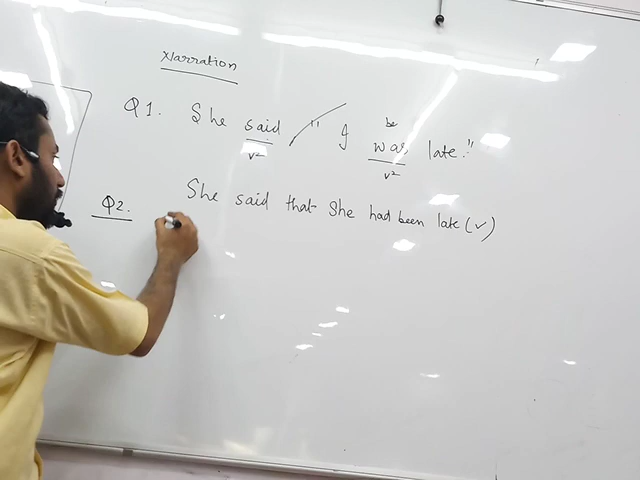 Narration
Q1. She said " I was late."
be
v² v²
She said that She had been late (✓)
Q2.